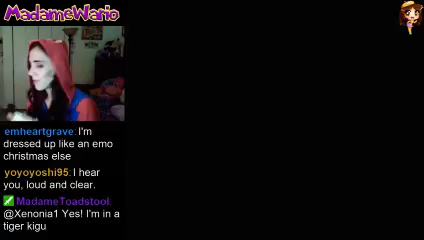 MadameWario
emheartgrave: I'm
dressed up like an emo
christmas else
yoyoyoshi95: I hear
you, loud and clear.
MadameToadstool:
@Xenonia1 Yes! I'm in a
tiger kigu